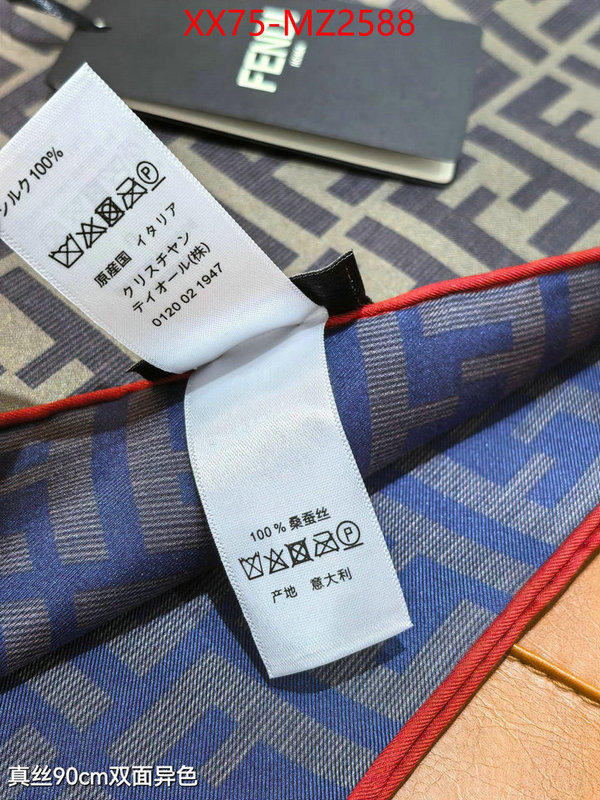 XX75-MZ2588
FENDI
シルク100%
原産国 イタリア
クリスチャン
デイオール(株)
0120 02 1947
100%桑蚕丝
产地 意大利
真丝90cm双面异色